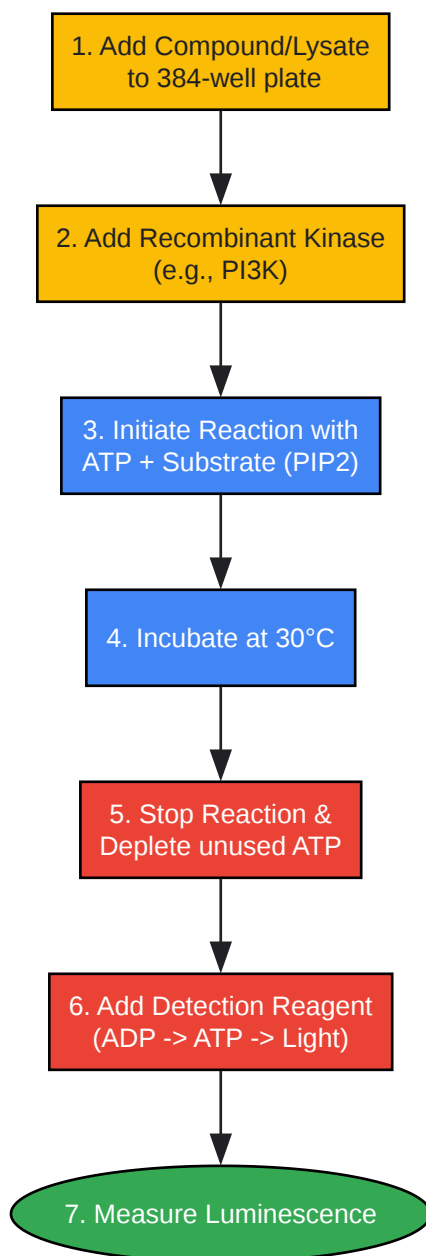 1. Add Compound/Lysate
to 384-well plate
2. Add Recombinant Kinase
(e.g., PI3K)
3. Initiate Reaction with
ATP + Substrate (PIP2)
4. Incubate at 30°C
5. Stop Reaction &
Deplete unused ATP
6. Add Detection Reagent
(ADP -> ATP -> Light)
7. Measure Luminescence